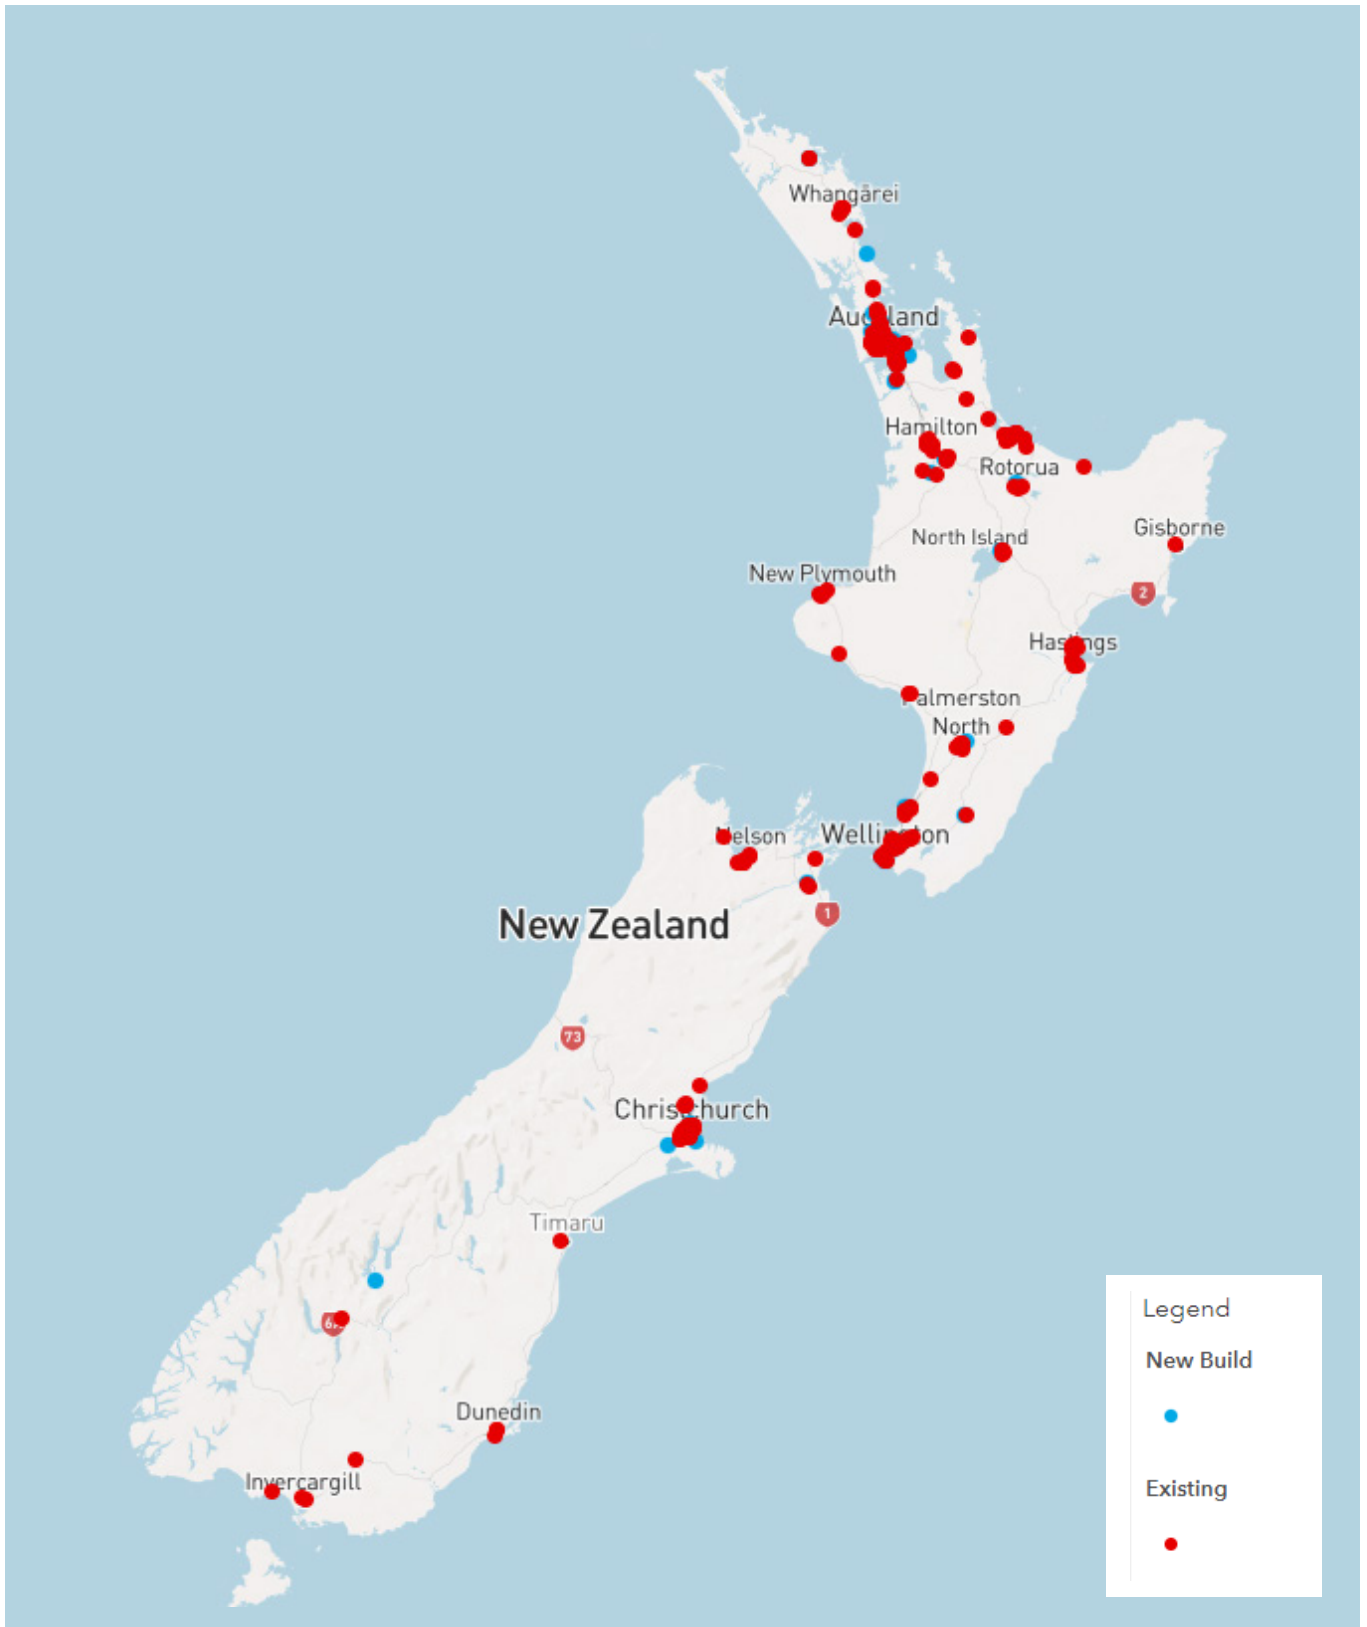 Whangārei
Auckland
Hamilton
Rotorua
North Island
Gisborne
New Plymouth
2
Hastings
Palmerston
North
Nelson
Wellington
New Zealand
1
73
Christchurch
Timaru
Dunedin
Invercargill
Legend
New Build
Existing